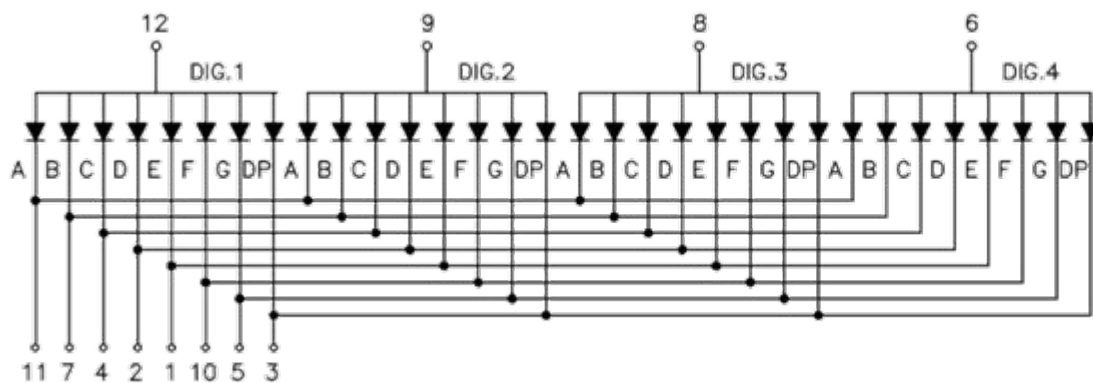 12 9 8 6
DIG.1 DIG.2 DIG.3 DIG.4
A B C D E F G DP A B C D E F G DP A B C D E F G DP A B C D E F G DP
11 7 4 2 1 10 5 3